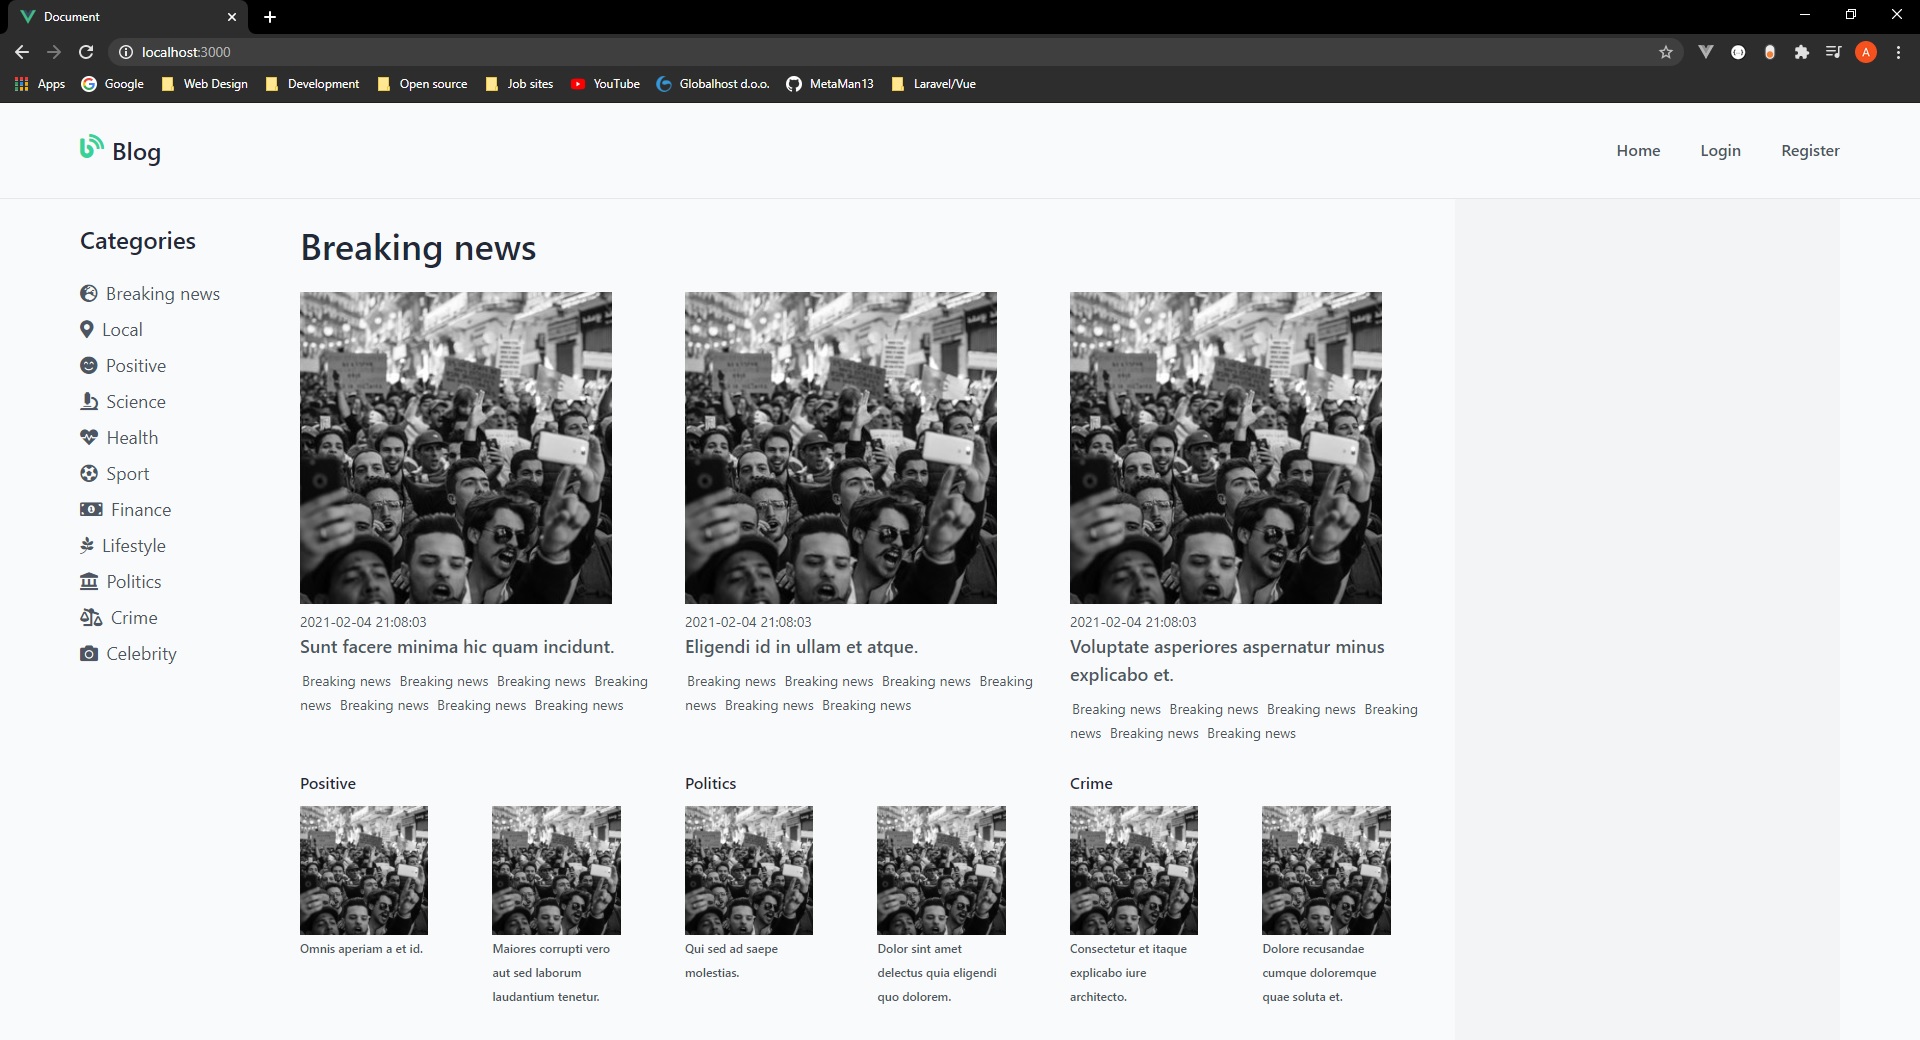 Document
localhost:3000
A
Apps Google Web Design Development Open source Job sites YouTube Globalhost d.o.o. MetaMan13 Laravel/Vue
Blog
Home Login Register
Categories
Breaking news
Local
Positive
Science
Health
Sport
Finance
Lifestyle
Politics
Crime
Celebrity
Breaking news
2021-02-04 21:08:03
Sunt facere minima hic quam incidunt.
Breaking news Breaking news Breaking news Breaking
news Breaking news Breaking news Breaking news
2021-02-04 21:08:03
Eligendi id in ullam et atque.
Breaking news Breaking news Breaking news Breaking
news Breaking news Breaking news
2021-02-04 21:08:03
Voluptate asperiores aspernatur minus
explicabo et.
Breaking news Breaking news Breaking news Breaking
news Breaking news Breaking news
Positive
Omnis aperiam a et id.
Maiores corrupti vero
aut sed laborum
laudantium tenetur.
Politics
Qui sed ad saepe
molestias.
Dolor sint amet
delectus quia eligendi
quo dolorem.
Crime
Consectetur et itaque
explicabo iure
architecto.
Dolore recusandae
cumque doloremque
quae soluta et.